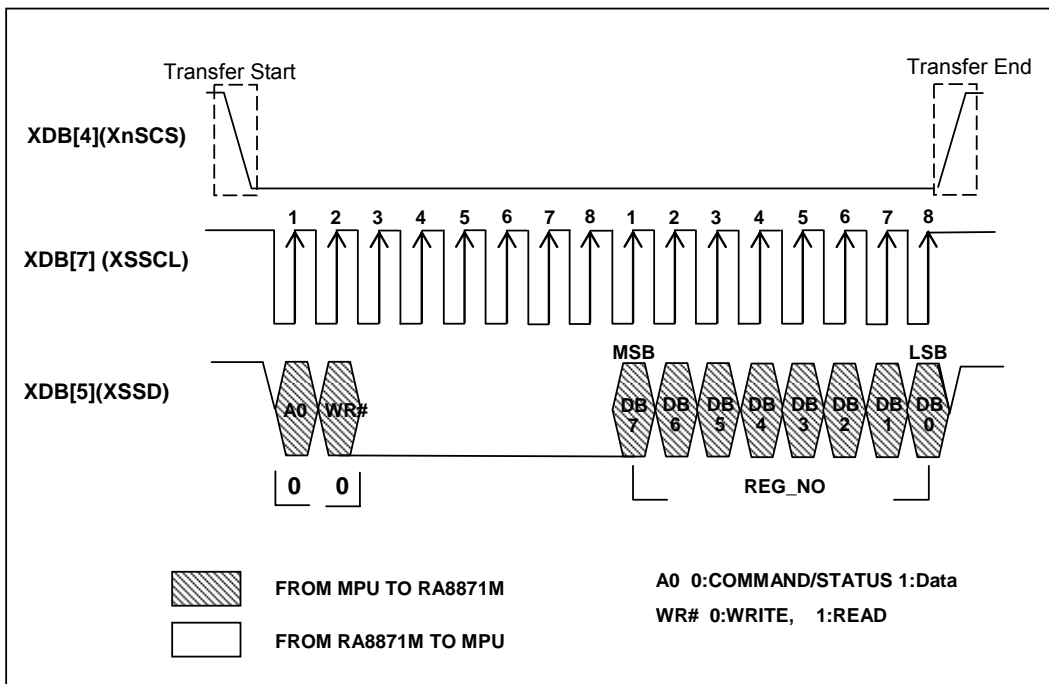 Transfer Start
Transfer End
XDB[4](XnSCS)
1 2 3 4 5 6 7 8 1 2 3 4 5 6 7 8
XDB[7] (XSSCL)
MSB LSB
XDB[5](XSSD)
A0 WR# DB DB DB DB DB DB DB DB
7 6 5 4 3 2 1 0
0 0
REG_NO
FROM MPU TO RA8871M
A0 0:COMMAND/STATUS 1:Data
WR# 0:WRITE, 1:READ
FROM RA8871M TO MPU